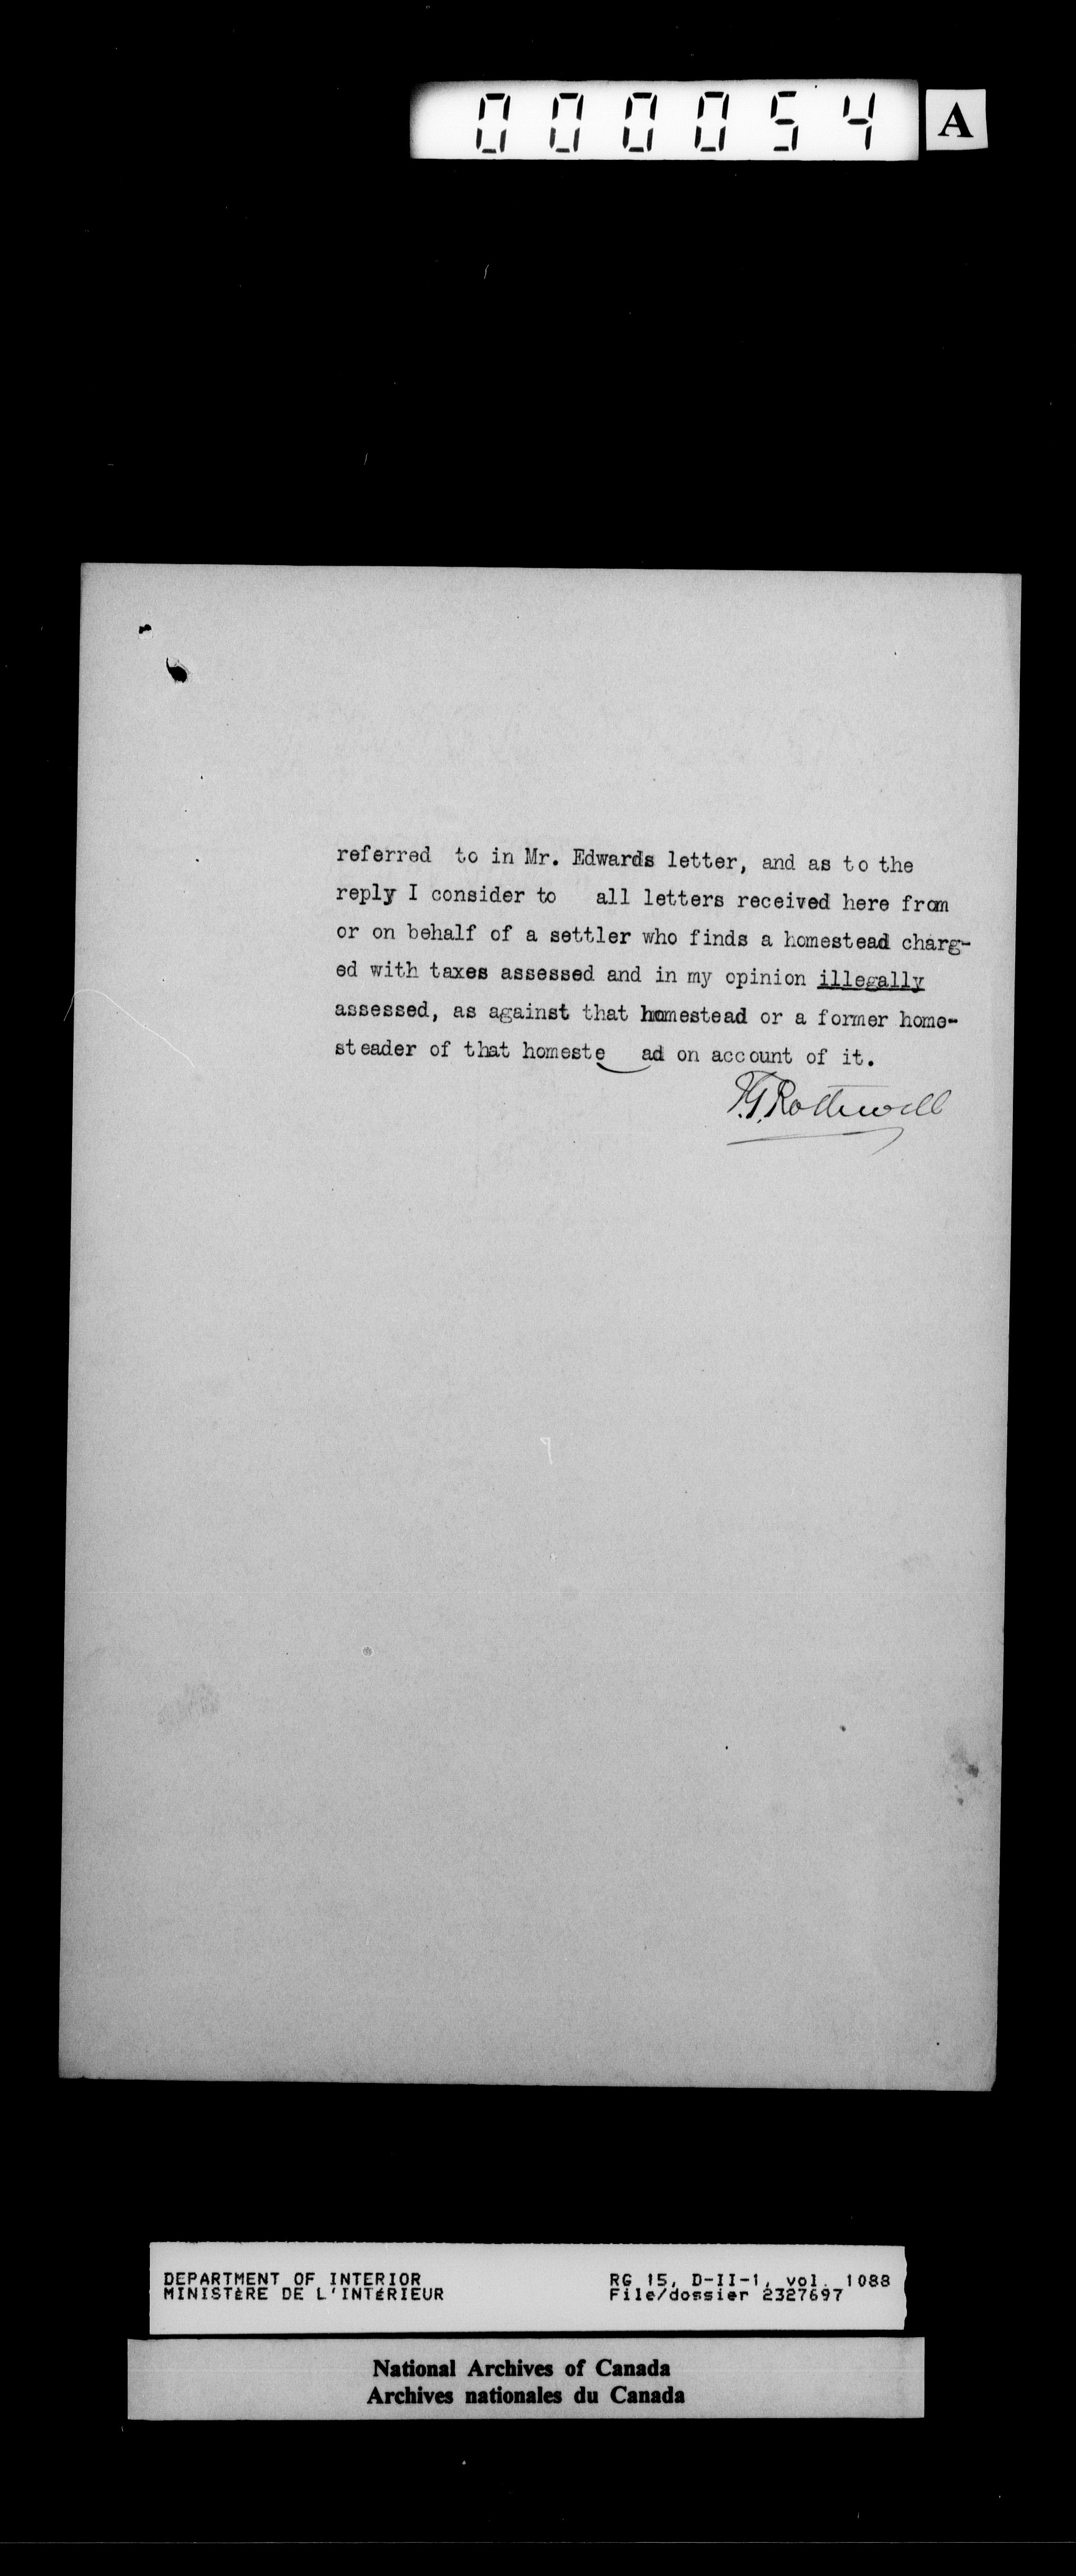 000054 A
referred to in Mr. Edwards letter, and as to the
reply I consider to all letters received here from
or on behalf of a settler who finds a homestead charg-
ed with taxes assessed and in my opinion illegally
assessed, as against that homestead or a former home-
steader of that homeste ad on account of it.
T.G. Rothwell
DEPARTMENT OF INTERIOR
MINISTÈRE DE L'INTÉRIEUR
RG 15, D-II-1, vol. 1088
File/dossier 2327697
National Archives of Canada
Archives nationales du Canada